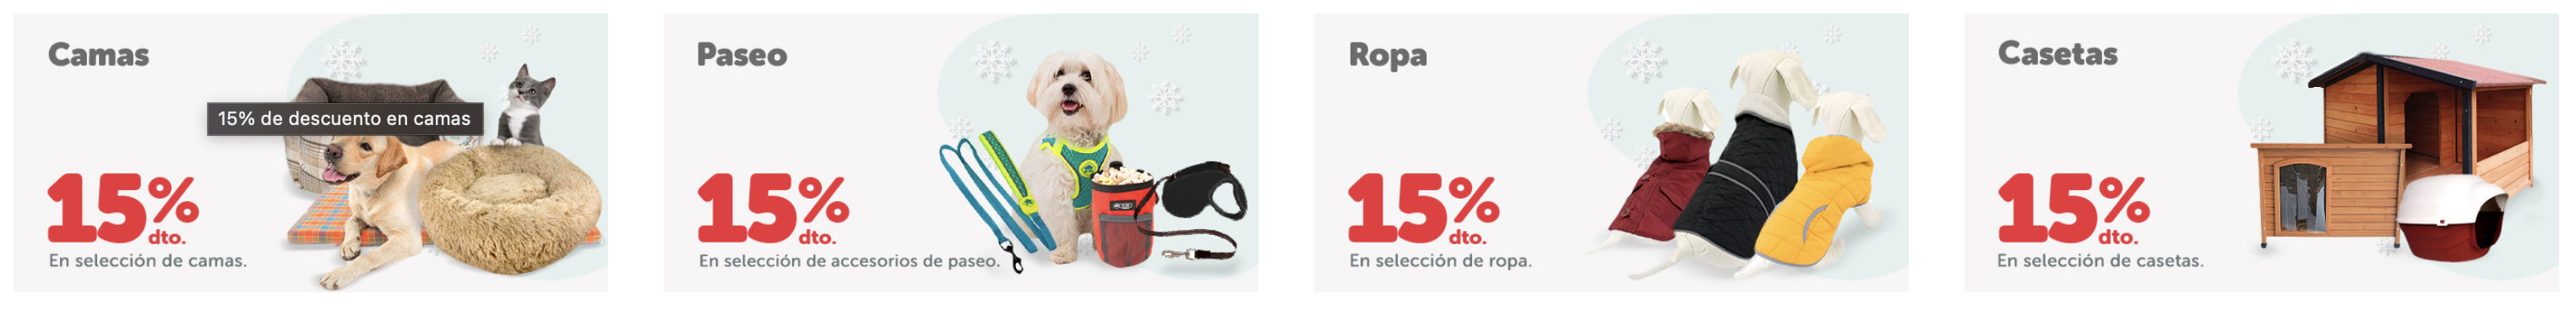 Camas
15% de descuento en camas
15%
dto.
En selección de camas.
Paseo
15%
dto.
En selección de accesorios de paseo.
Ropa
15%
dto.
En selección de ropa.
Casetas
15%
dto.
En selección de casetas.